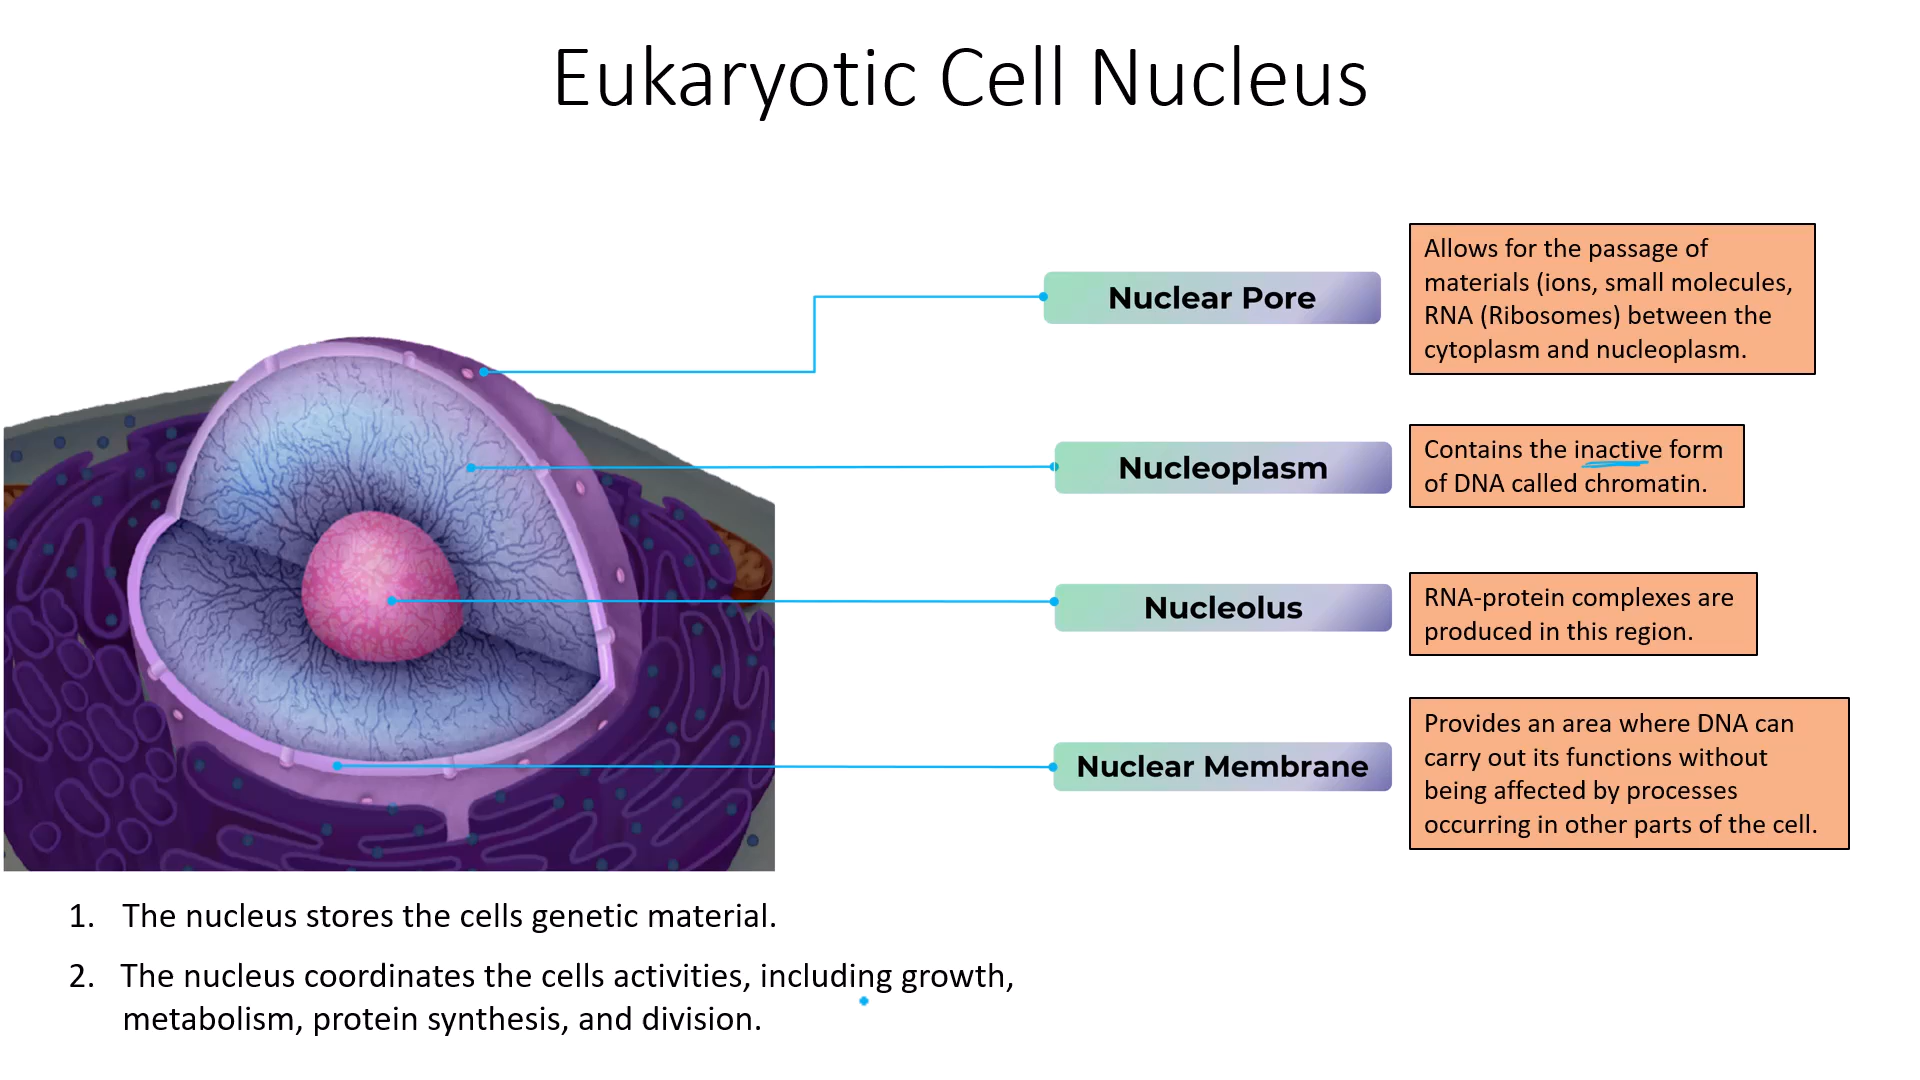 Eukaryotic Cell Nucleus
Nuclear Pore
Allows for the passage of
materials (ions, small molecules,
RNA (Ribosomes) between the
cytoplasm and nucleoplasm.
Nucleoplasm
Contains the inactive form
of DNA called chromatin.
Nucleolus
RNA-protein complexes are
produced in this region.
Nuclear Membrane
Provides an area where DNA can
carry out its functions without
being affected by processes
occurring in other parts of the cell.
1. The nucleus stores the cells genetic material.
2. The nucleus coordinates the cells activities, including growth,
metabolism, protein synthesis, and division.